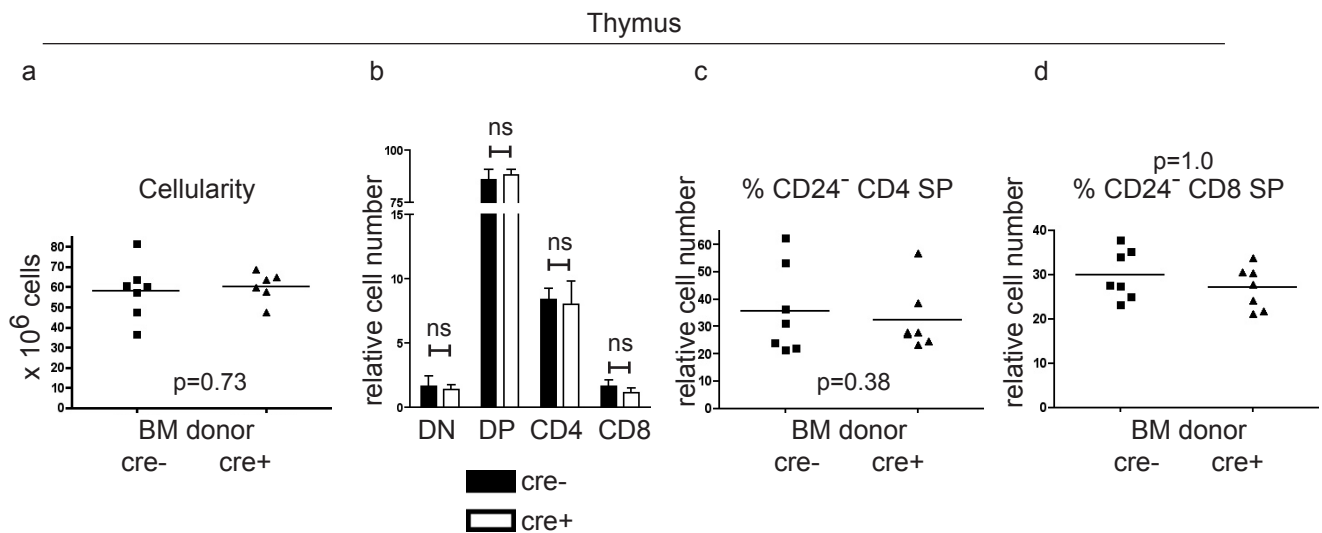 Thymus
a
b
c
d
Cellularity
x 10⁶ cells
80
70
60
50
40
30
20
10
0
p=0.73
BM donor
cre- cre+
relative cell number
100
75
15
10
5
0
ns
ns
ns
ns
DN DP CD4 CD8
cre-
cre+
% CD24⁻ CD4 SP
relative cell number
60
50
40
30
20
10
0
p=0.38
BM donor
cre- cre+
p=1.0
% CD24⁻ CD8 SP
relative cell number
40
30
20
10
0
BM donor
cre- cre+